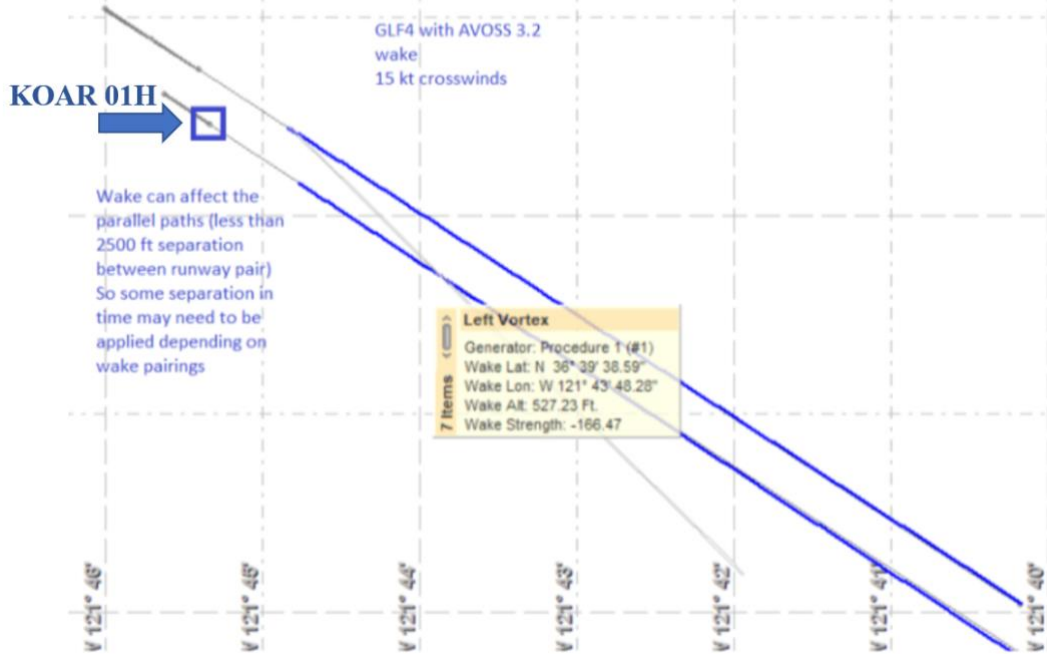 GLF4 with AVOSS 3.2
wake
15 kt crosswinds
KOAR 01H
Wake can affect the
parallel paths (less than
2500 ft separation
between runway pair)
So some separation in
time may need to be
applied depending on
wake pairings
7 Items
Left Vortex
Generator: Procedure 1 (#1)
Wake Lat: N 36° 39' 38.59"
Wake Lon: W 121° 43' 48.28"
Wake Alt: 527.23 Ft.
Wake Strength: -166.47
V 121° 46'
V 121° 45'
V 121° 44'
V 121° 43'
V 121° 42'
V 121° 41'
V 121° 40'